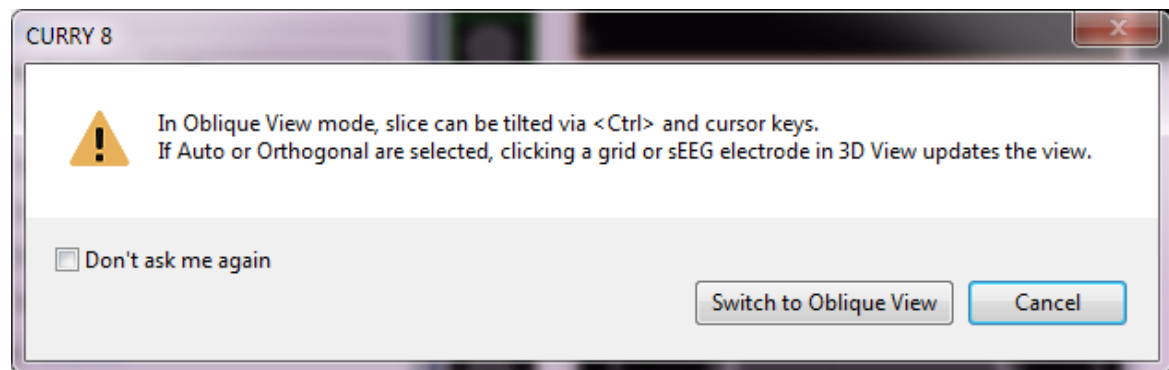 CURRY 8
In Oblique View mode, slice can be tilted via <Ctrl> and cursor keys.
If Auto or Orthogonal are selected, clicking a grid or sEEG electrode in 3D View updates the view.
Don't ask me again
Switch to Oblique View
Cancel